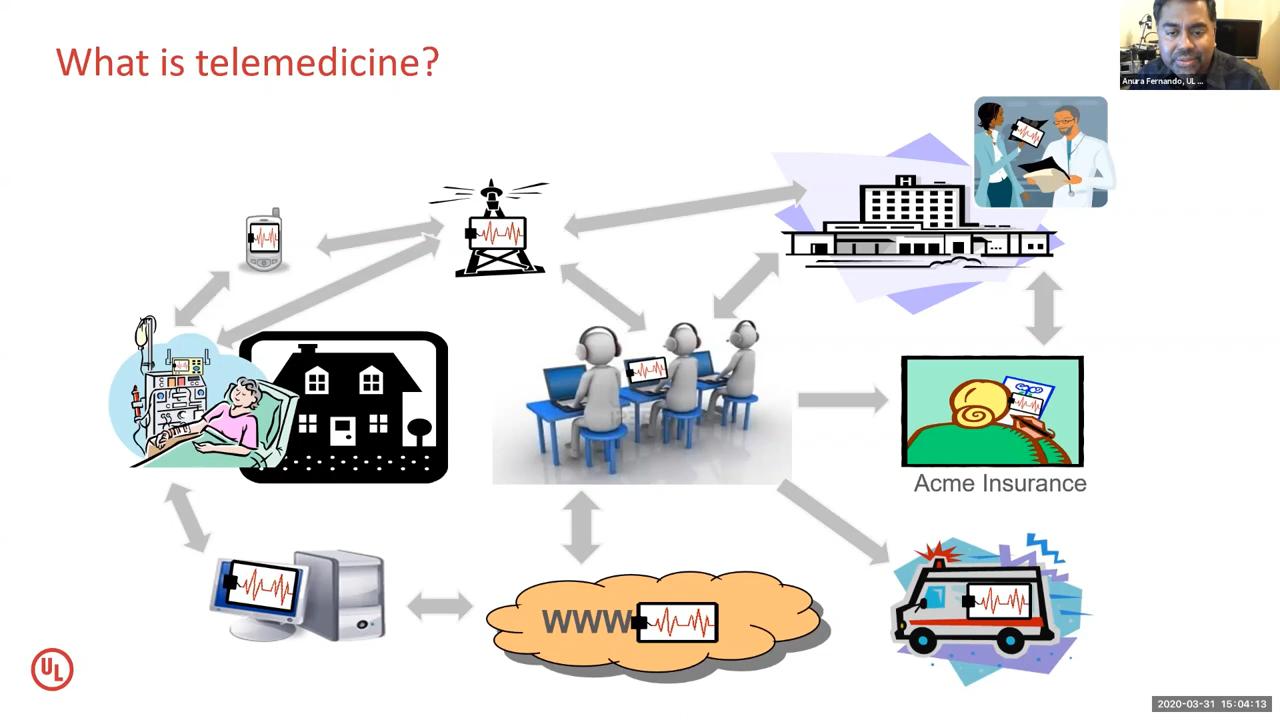 What is telemedicine?
Anura Fernando, UL ...
H
Acme Insurance
WWW
UL
2020-03-31 15:04:13